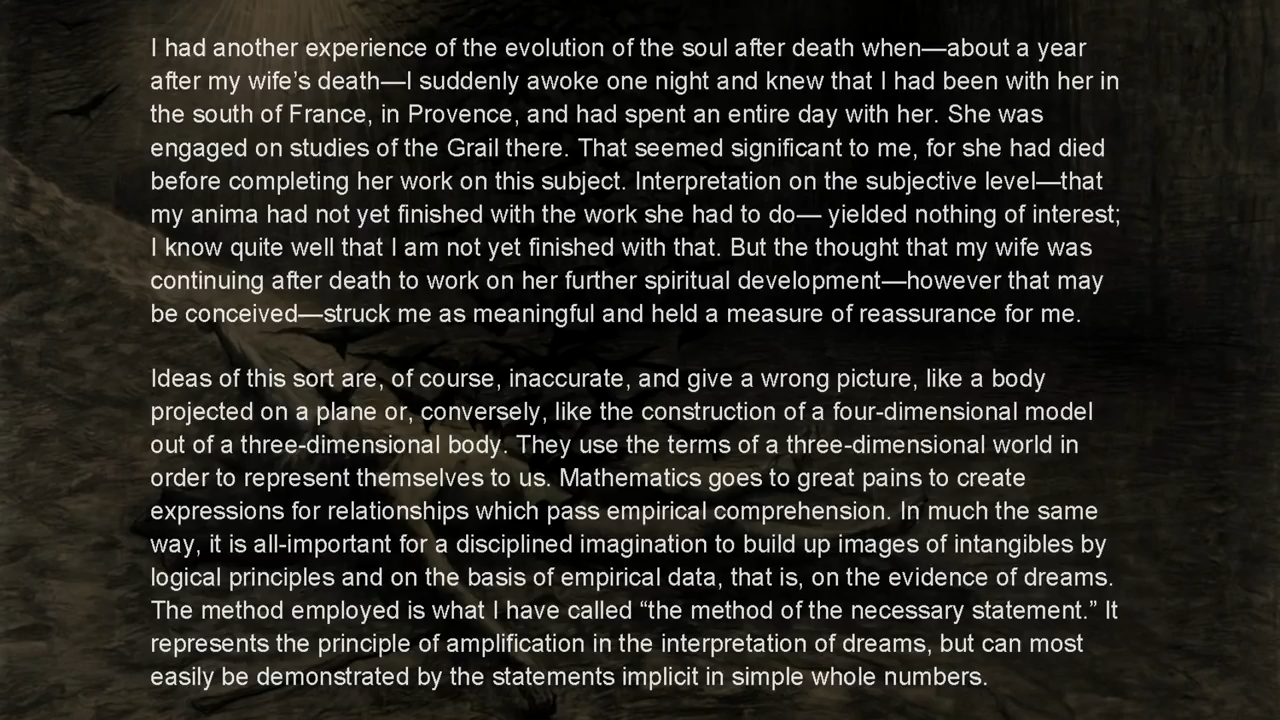 I had another experience of the evolution of the soul after death when—about a year
after my wife’s death—I suddenly awoke one night and knew that I had been with her in
the south of France, in Provence, and had spent an entire day with her. She was
engaged on studies of the Grail there. That seemed significant to me, for she had died
before completing her work on this subject. Interpretation on the subjective level—that
my anima had not yet finished with the work she had to do— yielded nothing of interest;
I know quite well that I am not yet finished with that. But the thought that my wife was
continuing after death to work on her further spiritual development—however that may
be conceived—struck me as meaningful and held a measure of reassurance for me.
Ideas of this sort are, of course, inaccurate, and give a wrong picture, like a body
projected on a plane or, conversely, like the construction of a four-dimensional model
out of a three-dimensional body. They use the terms of a three-dimensional world in
order to represent themselves to us. Mathematics goes to great pains to create
expressions for relationships which pass empirical comprehension. In much the same
way, it is all-important for a disciplined imagination to build up images of intangibles by
logical principles and on the basis of empirical data, that is, on the evidence of dreams.
The method employed is what I have called “the method of the necessary statement.” It
represents the principle of amplification in the interpretation of dreams, but can most
easily be demonstrated by the statements implicit in simple whole numbers.